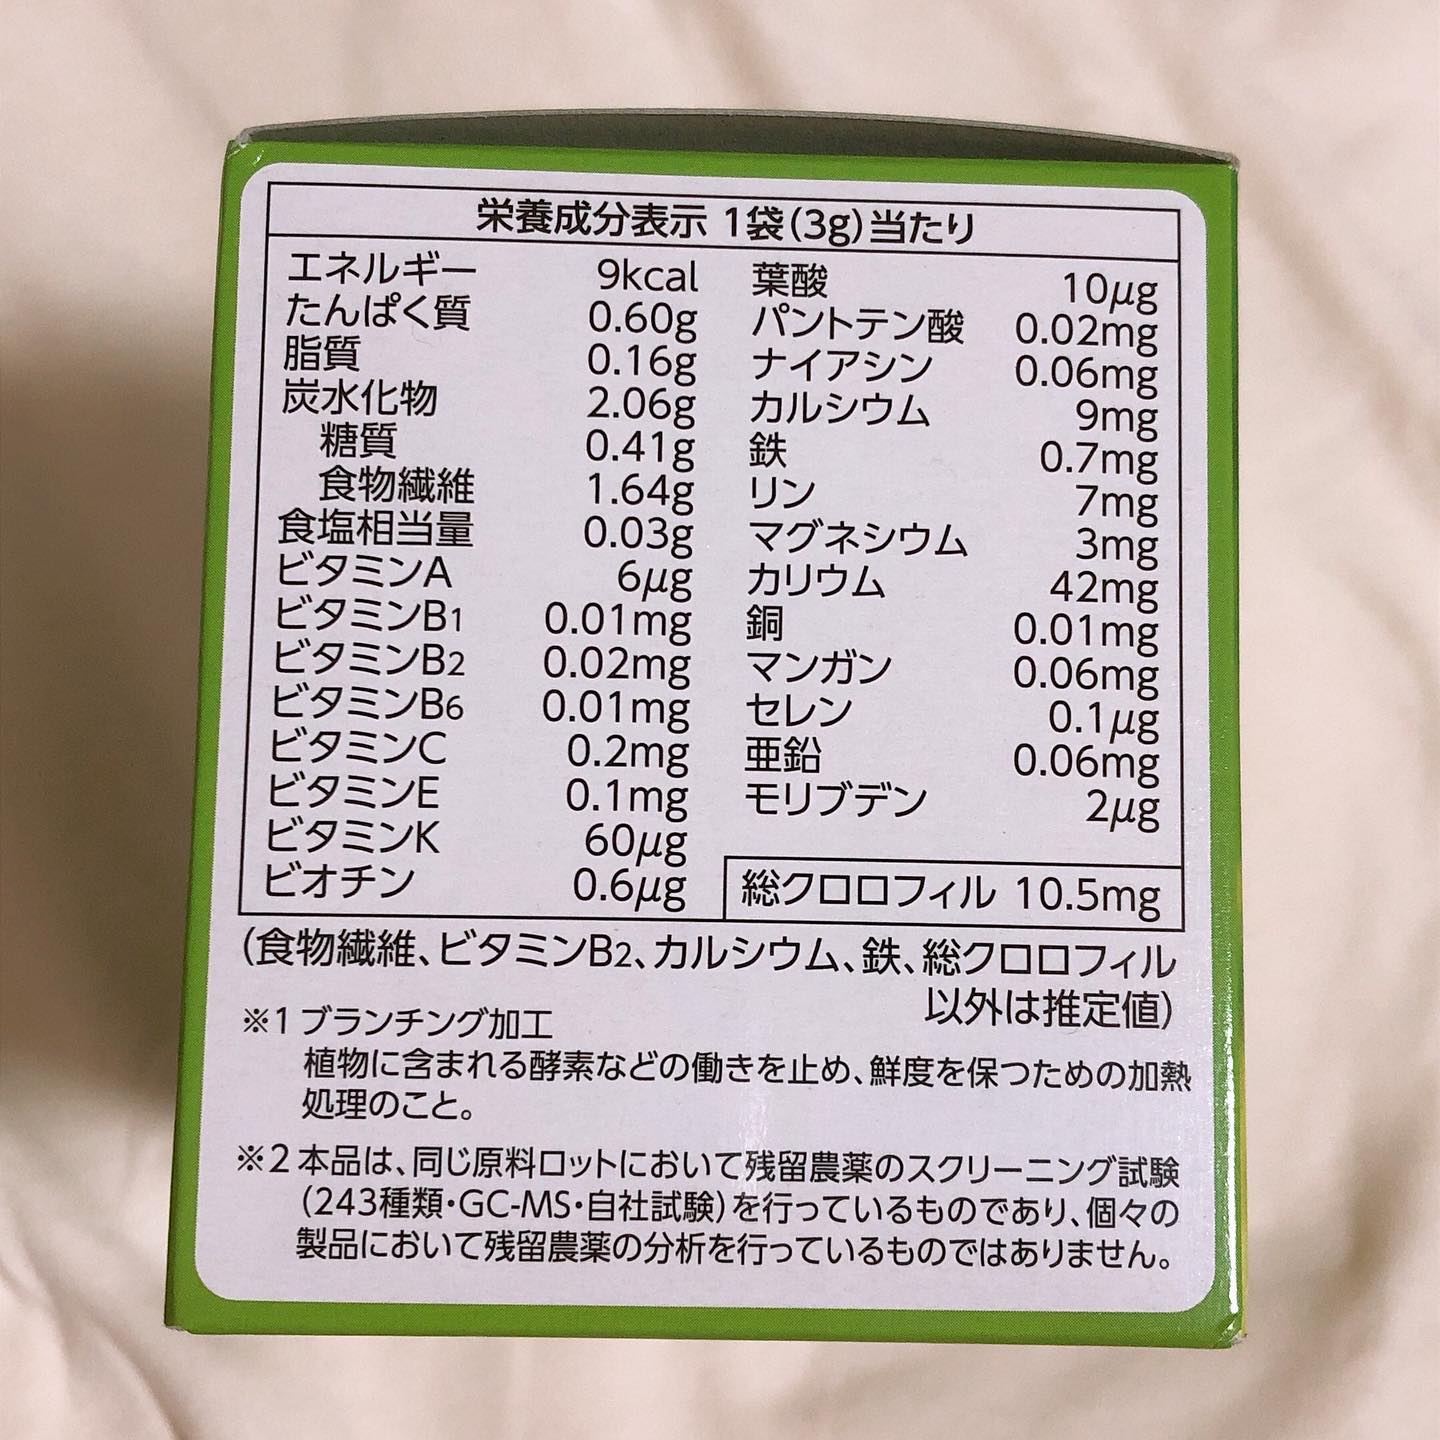 栄養成分表示 1袋(3g)当たり
エネルギー 9kcal
たんぱく質 0.60g
脂質 0.16g
炭水化物 2.06g
糖質 0.41g
食物繊維 1.64g
食塩相当量 0.03g
ビタミンA 6μg
ビタミンB1 0.01mg
ビタミンB2 0.02mg
ビタミンB6 0.01mg
ビタミンC 0.2mg
ビタミンE 0.1mg
ビタミンK 60μg
ビオチン 0.6μg
葉酸 10μg
パントテン酸 0.02mg
ナイアシン 0.06mg
カルシウム 9mg
鉄 0.7mg
リン 7mg
マグネシウム 3mg
カリウム 42mg
銅 0.01mg
マンガン 0.06mg
セレン 0.1μg
亜鉛 0.06mg
モリブデン 2μg
総クロロフィル 10.5mg
(食物繊維、ビタミンB2、カルシウム、鉄、総クロロフィル
以外は推定値)
※1 ブランチング加工
植物に含まれる酵素などの働きを止め、鮮度を保つための加熱
処理のこと。
※2 本品は、同じ原料ロットにおいて残留農薬のスクリーニング試験
(243種類・GC-MS・自社試験)を行っているものであり、個々の
製品において残留農薬の分析を行っているものではありません。